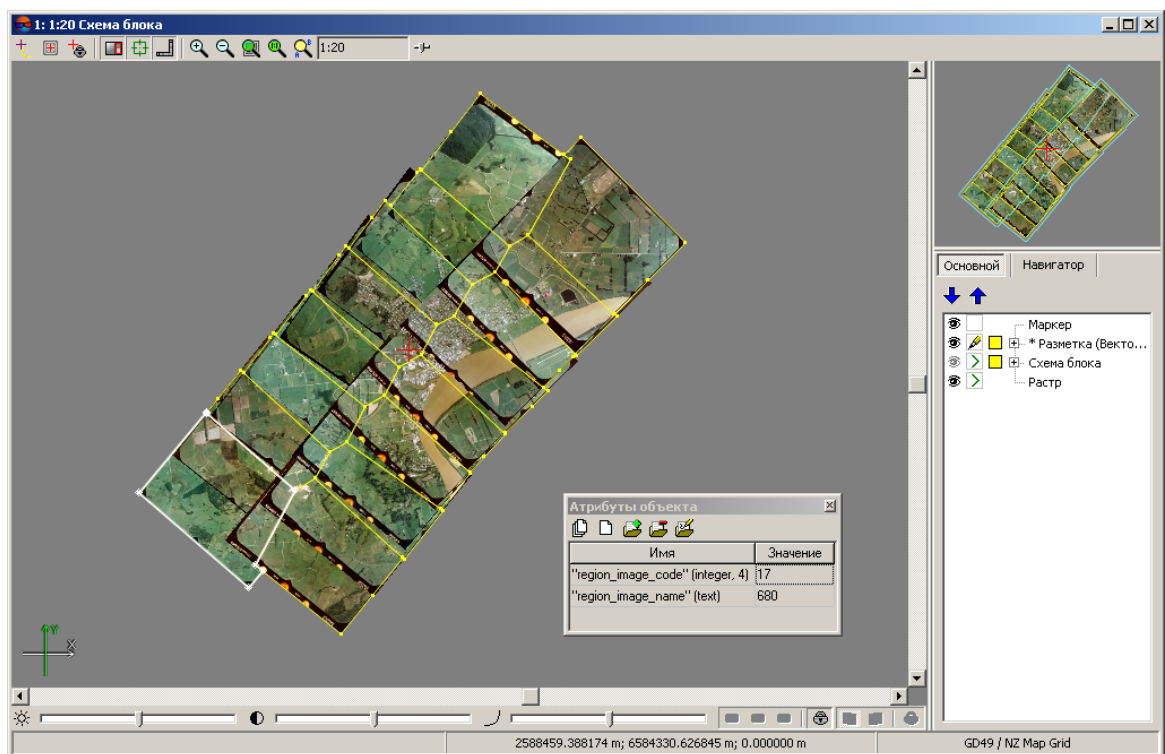 1: 1:20 Схема блока
1:20
Основной Навигатор
Маркер
* Разметка (Векто...
Схема блока
Растр
Атрибуты объекта
Имя Значение
"region_image_code" (integer, 4) 17
"region_image_name" (text) 680
Y
X
2588459.388174 m; 6584330.626845 m; 0.000000 m GD49 / NZ Map Grid